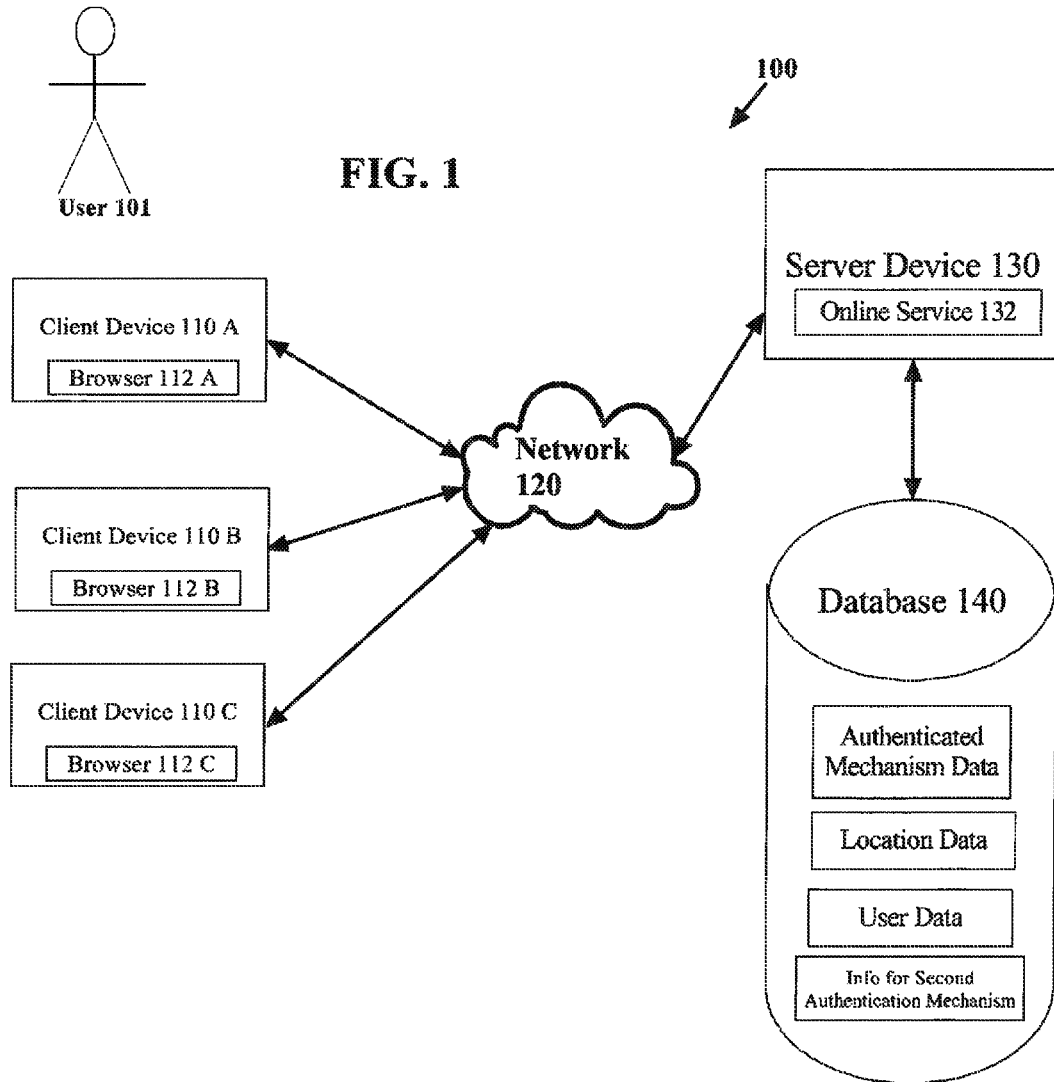 100
FIG. 1
User 101
Server Device 130
Online Service 132
Client Device 110 A
Browser 112 A
Network
120
Client Device 110 B
Browser 112 B
Database 140
Client Device 110 C
Browser 112 C
Authenticated
Mechanism Data
Location Data
User Data
Info for Second
Authentication Mechanism